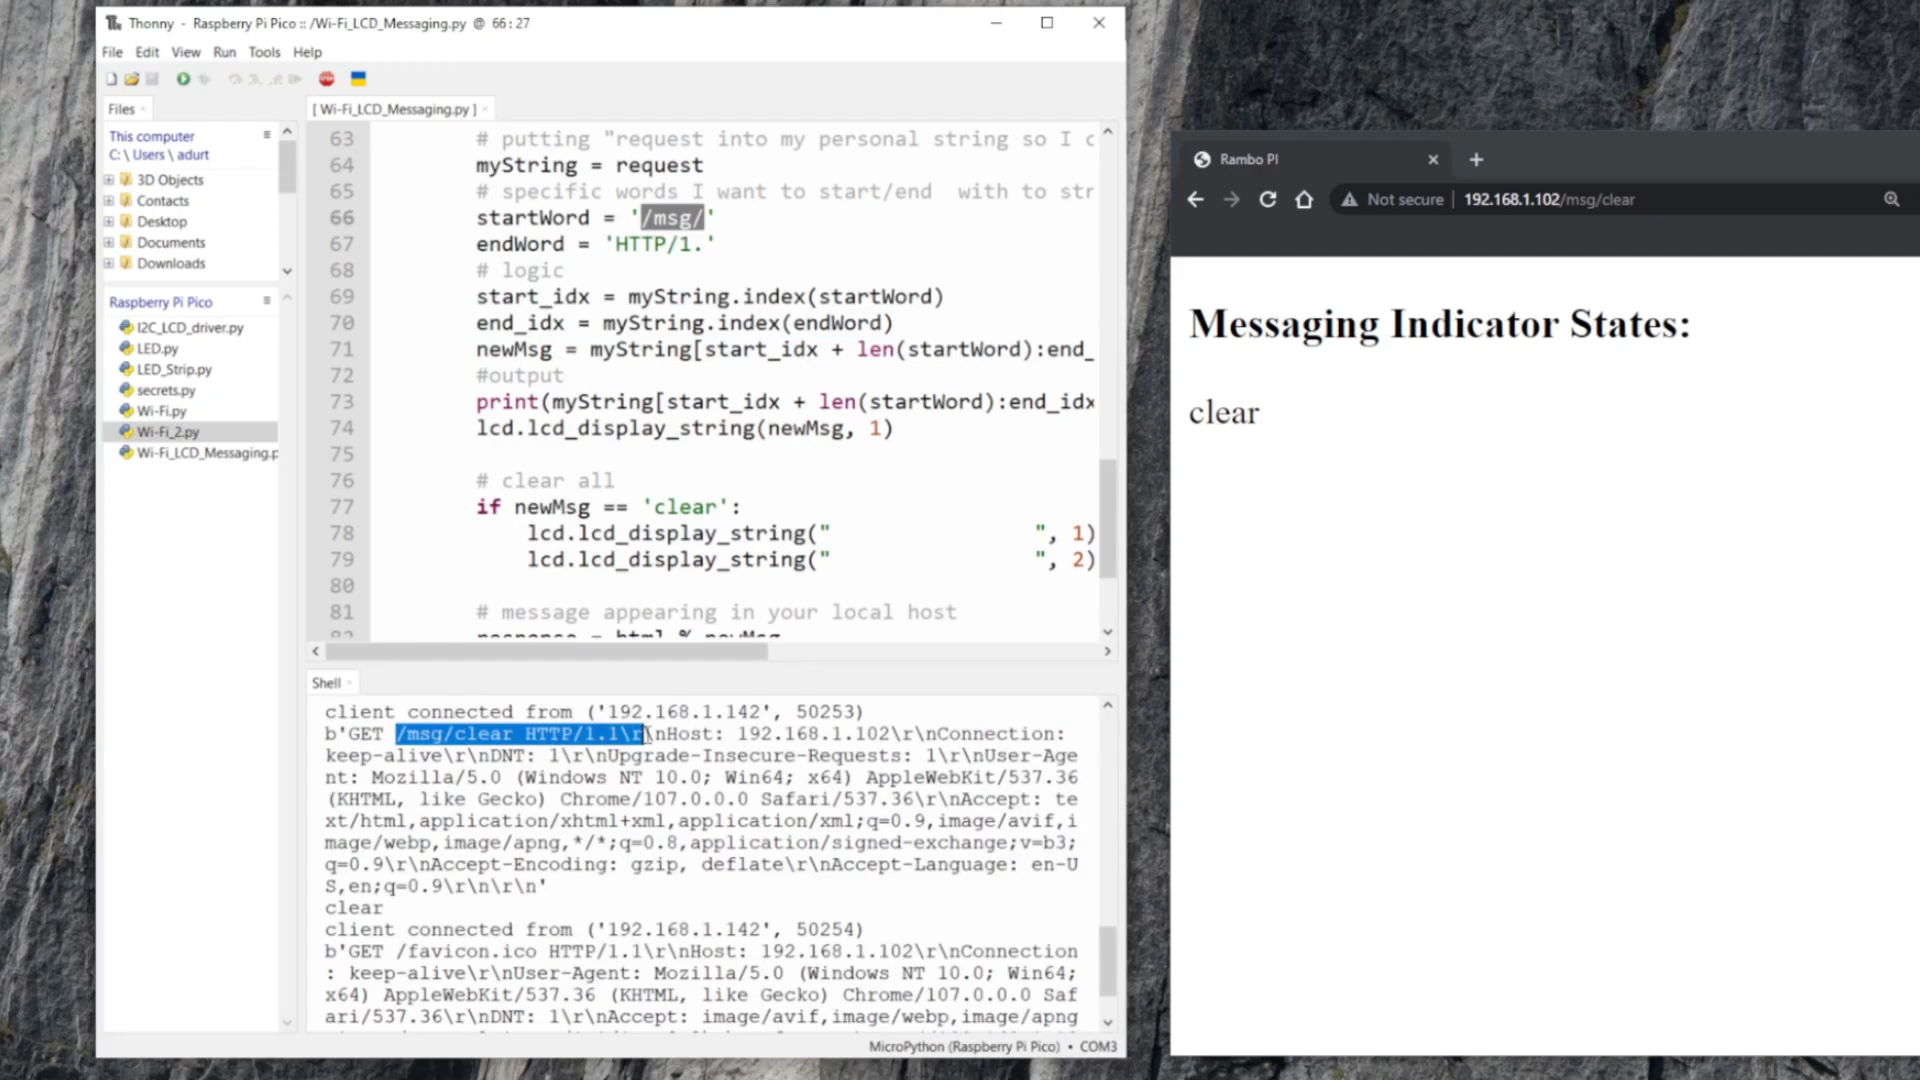 Thonny - Raspberry Pi Pico :: /Wi-Fi_LCD_Messaging.py @ 66:27
File Edit View Run Tools Help
Files
[ Wi-Fi_LCD_Messaging.py ]
This computer
C: \ Users \ adurt
3D Objects
Contacts
Desktop
Documents
Downloads
Raspberry Pi Pico
I2C_LCD_driver.py
LED.py
LED_Strip.py
secrets.py
Wi-Fi.py
Wi-Fi_2.py
Wi-Fi_LCD_Messaging.p
63 # putting "request into my personal string so I c
64 myString = request
65 # specific words I want to start/end  with to str
66 startWord = '/msg/'
67 endWord = 'HTTP/1.'
68 # logic
69 start_idx = myString.index(startWord)
70 end_idx = myString.index(endWord)
71 newMsg = myString[start_idx + len(startWord):end_
72 #output
73 print(myString[start_idx + len(startWord):end_idx
74 lcd.lcd_display_string(newMsg, 1)
75
76 # clear all
77 if newMsg == 'clear':
78 lcd.lcd_display_string("                ", 1)
79 lcd.lcd_display_string("                ", 2)
80
81 # message appearing in your local host
82 response = html % newMsg
Shell
client connected from ('192.168.1.142', 50253)
b'GET /msg/clear HTTP/1.1\r\nHost: 192.168.1.102\r\nConnection:
keep-alive\r\nDNT: 1\r\nUpgrade-Insecure-Requests: 1\r\nUser-Age
nt: Mozilla/5.0 (Windows NT 10.0; Win64; x64) AppleWebKit/537.36
(KHTML, like Gecko) Chrome/107.0.0.0 Safari/537.36\r\nAccept: te
xt/html,application/xhtml+xml,application/xml;q=0.9,image/avif,i
mage/webp,image/apng,*/*;q=0.8,application/signed-exchange;v=b3;
q=0.9\r\nAccept-Encoding: gzip, deflate\r\nAccept-Language: en-U
S,en;q=0.9\r\n\r\n'
clear
client connected from ('192.168.1.142', 50254)
b'GET /favicon.ico HTTP/1.1\r\nHost: 192.168.1.102\r\nConnection
: keep-alive\r\nUser-Agent: Mozilla/5.0 (Windows NT 10.0; Win64;
x64) AppleWebKit/537.36 (KHTML, like Gecko) Chrome/107.0.0.0 Saf
ari/537.36\r\nDNT: 1\r\nAccept: image/avif,image/webp,image/apng
MicroPython (Raspberry Pi Pico) • COM3
Rambo PI
Not secure | 192.168.1.102/msg/clear
Messaging Indicator States:
clear